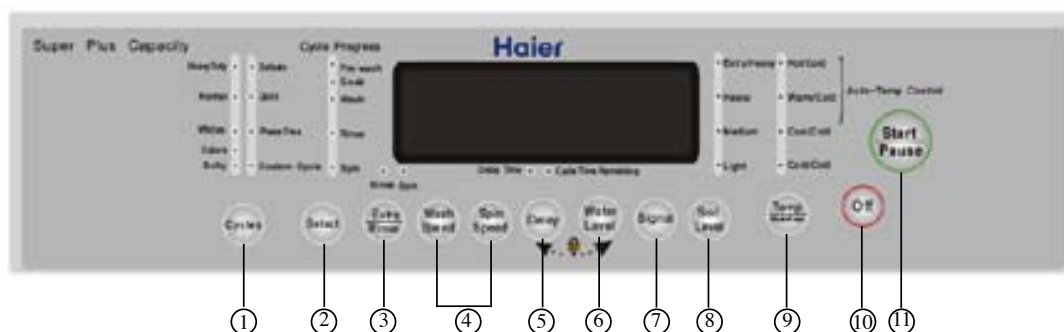 Super Plus Capacity
Cycle Progress
Haier
Heavy Duty
Delicate
Pre-wash
Extra Heavy
Hot/Cold
Soak
Auto-Temp Control
Normal
Wash
Heavy
Warm/Cold
Whites
Perm Press
Rinse
Medium
Cool/Cold
Start
Pause
Colors
Bulky
Custom Cycle
Spin
Light
Cold/Cold
Delay Time
Cycle Time Remaining
Spin
Cycles
Select
Extra
Rinse
Wash
Speed
Spin
Speed
Delay
Water
Level
Signal
Soil
Level
Temp
Off
1
2
3
4
5
6
7
8
9
10
11